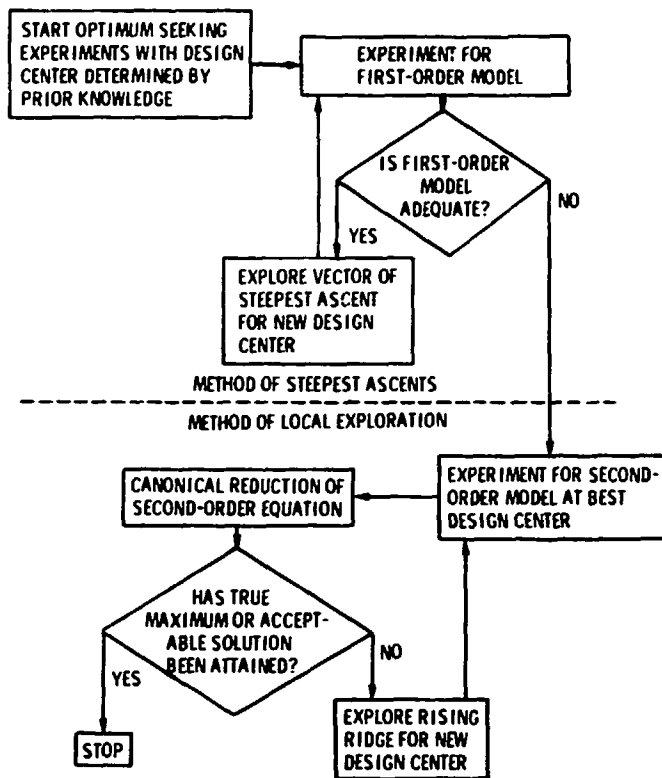 START OPTIMUM SEEKING
EXPERIMENTS WITH DESIGN
CENTER DETERMINED BY
PRIOR KNOWLEDGE
EXPERIMENT FOR
FIRST-ORDER MODEL
IS FIRST-ORDER
MODEL
ADEQUATE?
NO
YES
EXPLORE VECTOR OF
STEEPEST ASCENT
FOR NEW DESIGN
CENTER
METHOD OF STEEPEST ASCENTS
METHOD OF LOCAL EXPLORATION
EXPERIMENT FOR SECOND-
ORDER MODEL AT BEST
DESIGN CENTER
CANONICAL REDUCTION OF
SECOND-ORDER EQUATION
HAS TRUE
MAXIMUM OR ACCEPT-
ABLE SOLUTION
BEEN ATTAINED?
NO
YES
STOP
EXPLORE RISING
RIDGE FOR NEW
DESIGN CENTER